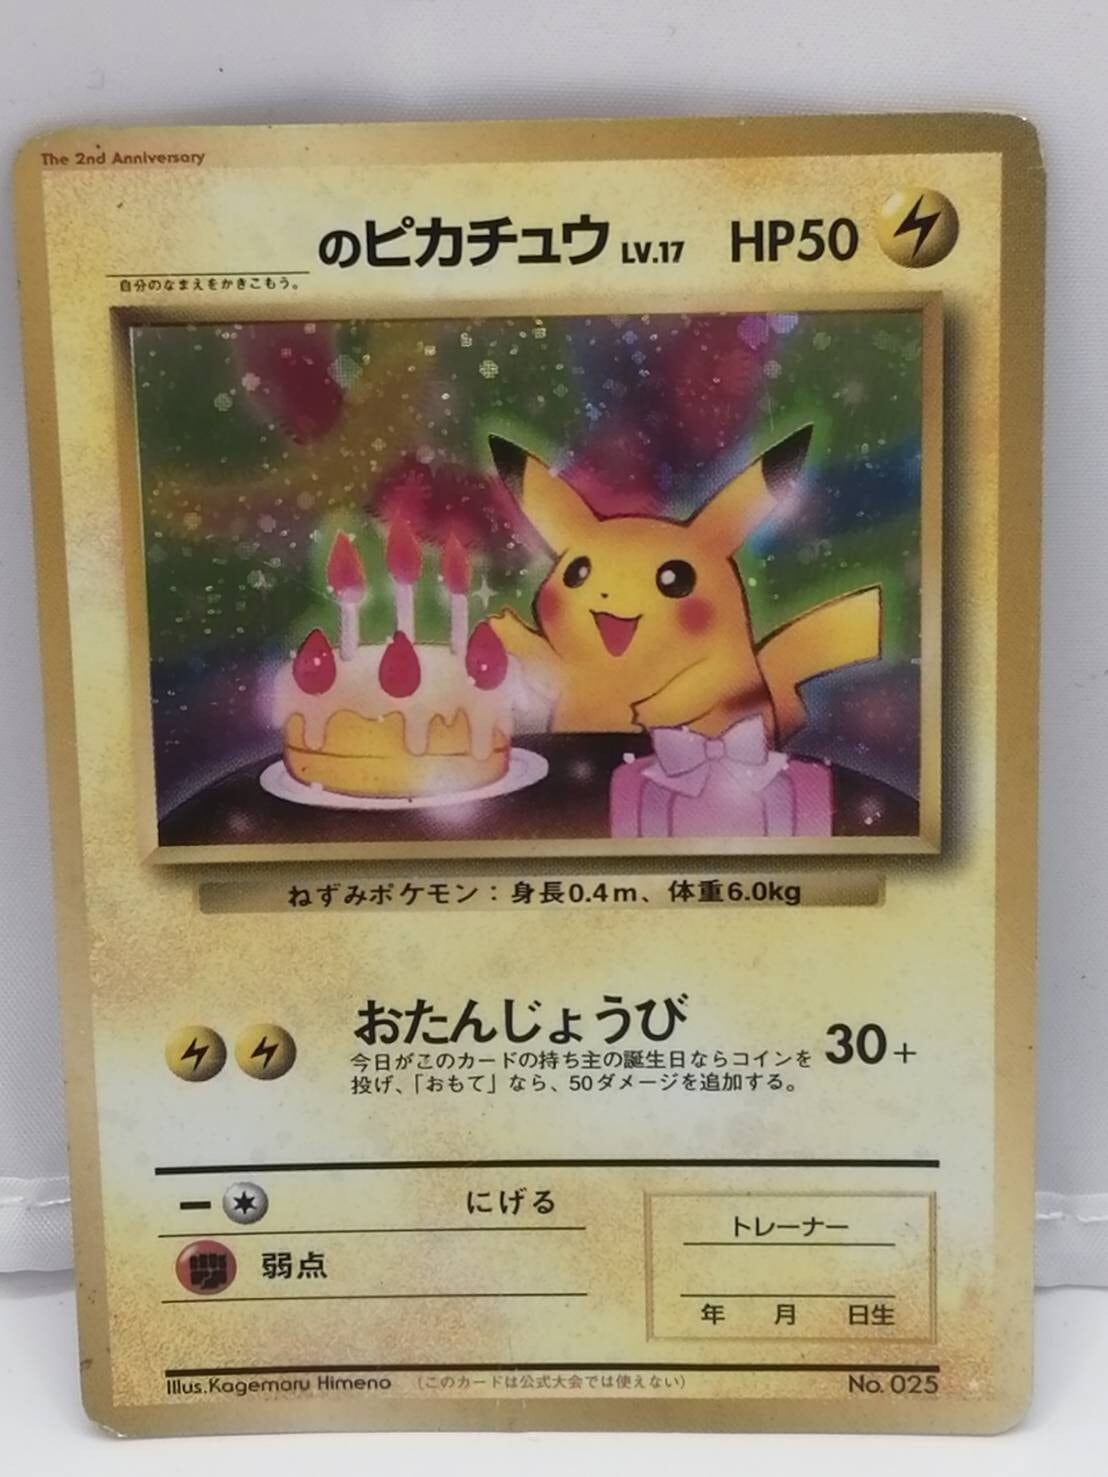 The 2nd Anniversary
のピカチュウ LV.17 HP50
自分のなまえをかきこもう。
ねずみポケモン：身長0.4m、体重6.0kg
おたんじょうび 30+
今日がこのカードの持ち主の誕生日ならコインを
投げ、「おもて」なら、50ダメージを追加する。
ー にげる
弱点
トレーナー
年 月 日生
Illus.Kagemaru Himeno （このカードは公式大会では使えない） No. 025